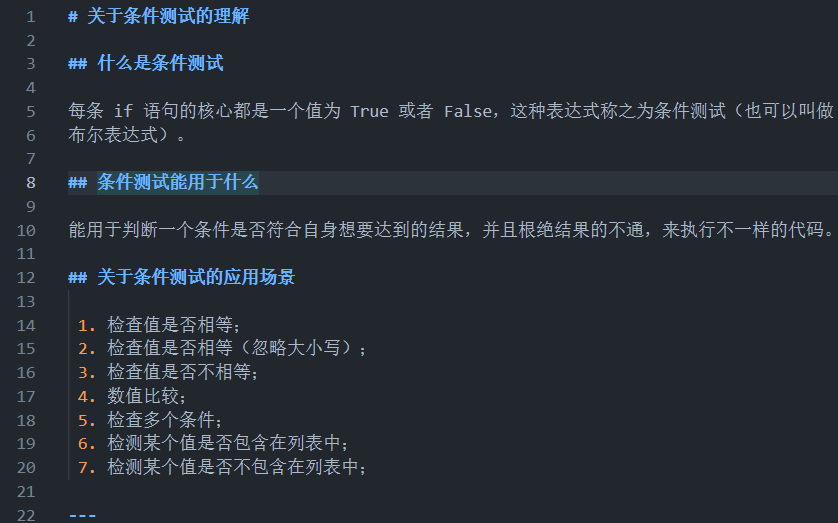 1 # 关于条件测试的理解
2
3 ## 什么是条件测试
4
5 每条 if 语句的核心都是一个值为 True 或者 False，这种表达式称之为条件测试（也可以叫做
6 布尔表达式）。
7
8 ## 条件测试能用于什么
9
10 能用于判断一个条件是否符合自身想要达到的结果，并且根绝结果的不通，来执行不一样的代码。
11
12 ## 关于条件测试的应用场景
13
14 1. 检查值是否相等；
15 2. 检查值是否相等（忽略大小写）；
16 3. 检查值是否不相等；
17 4. 数值比较；
18 5. 检查多个条件；
19 6. 检测某个值是否包含在列表中；
20 7. 检测某个值是否不包含在列表中；
21
22 ---